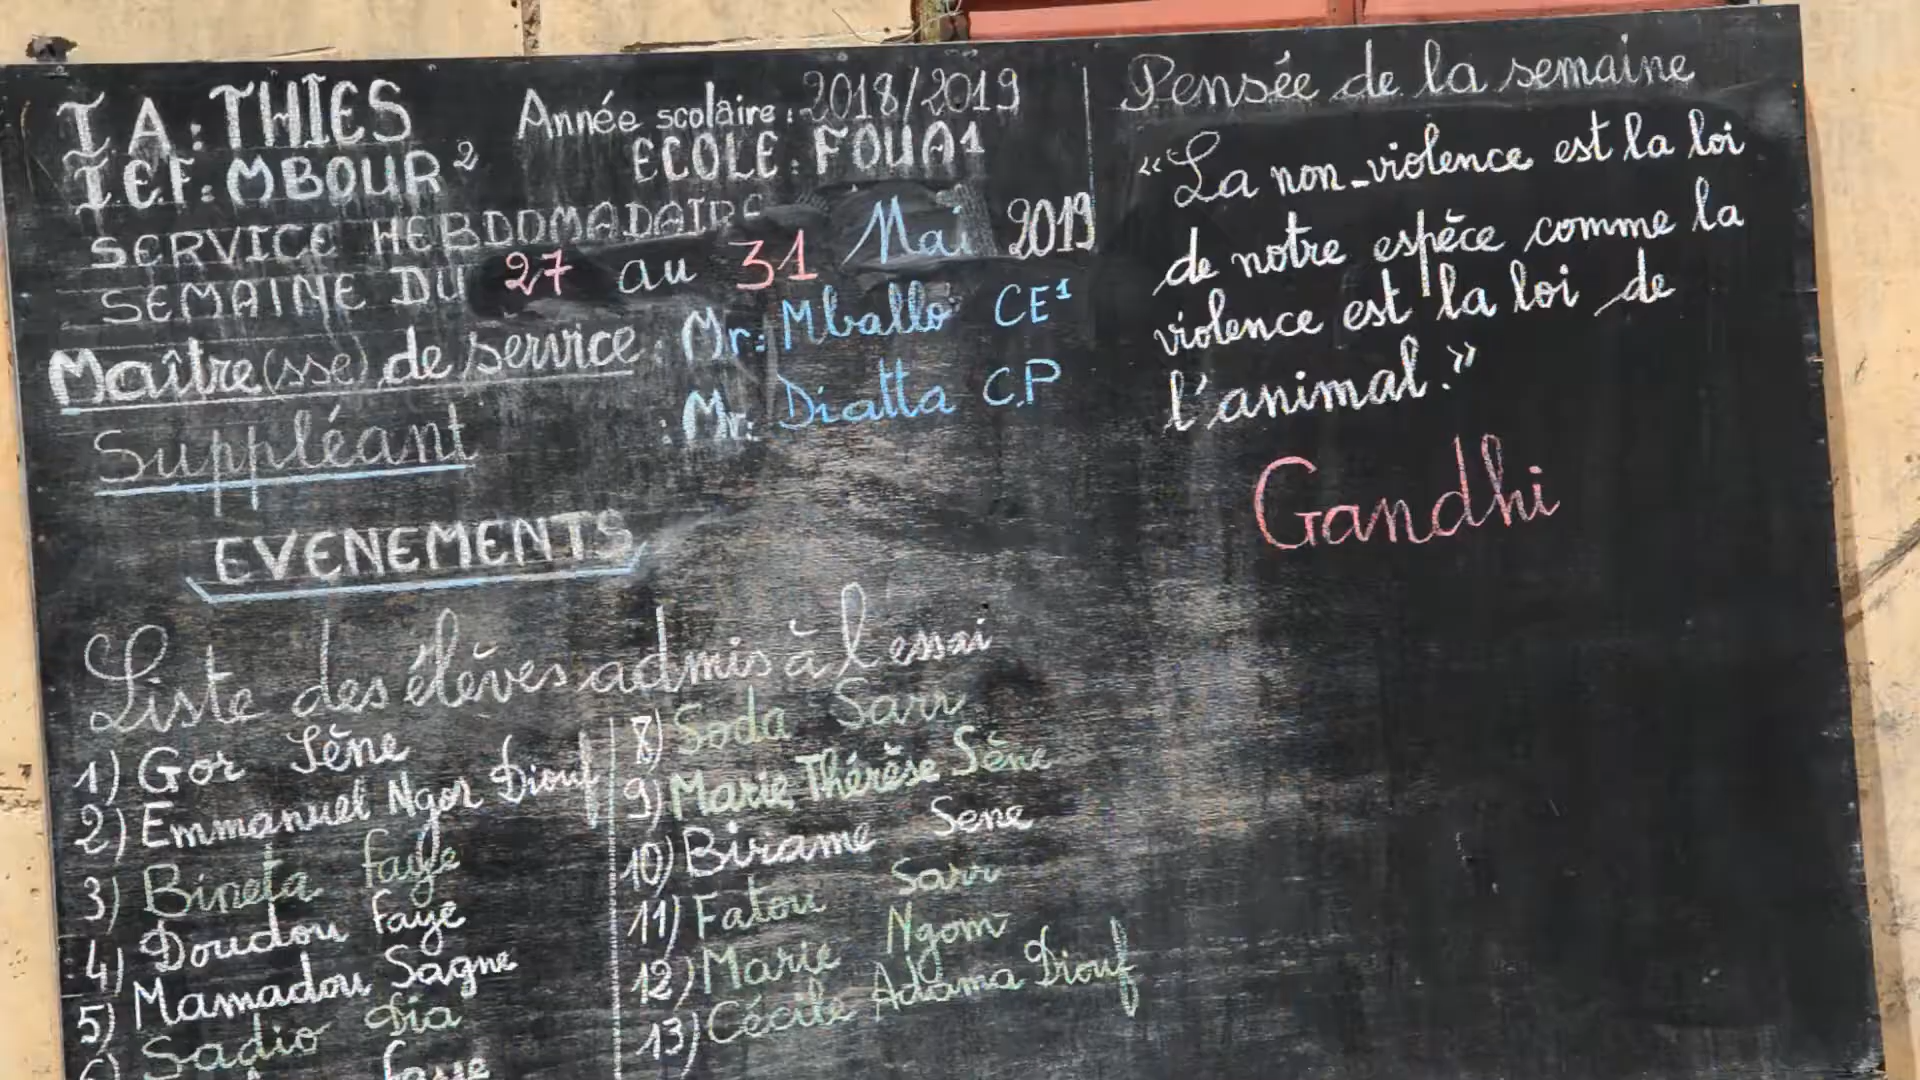 I.A: THIES
I.E.F: MBOUR 2
Année scolaire: 2018/2019
ECOLE: FOUA1
SERVICE HEBDOMADAIRE
SEMAINE DU 27 au 31 Mai 2019
Maître(sse) de service: Mr: Mballo CE1
Suppléant : Mr: Diatta C.P
EVENEMENTS
Liste des élèves admis à l essai
1) Gor Sène
2) Emmanuel Ngor Diouf
3) Bineta Faye
4) Doudou Faye
5) Mamadou Sagne
6) Sadio Dia
Faye
8) Soda Sarr
9) Marie Thérèse Sène
10) Birame Sene
11) Fatou Sarr
12) Marie Ngom
13) Cécile Adama Diouf
Pensée de la semaine
"La non-violence est la loi
de notre espèce comme la
violence est la loi de
l'animal."
Gandhi